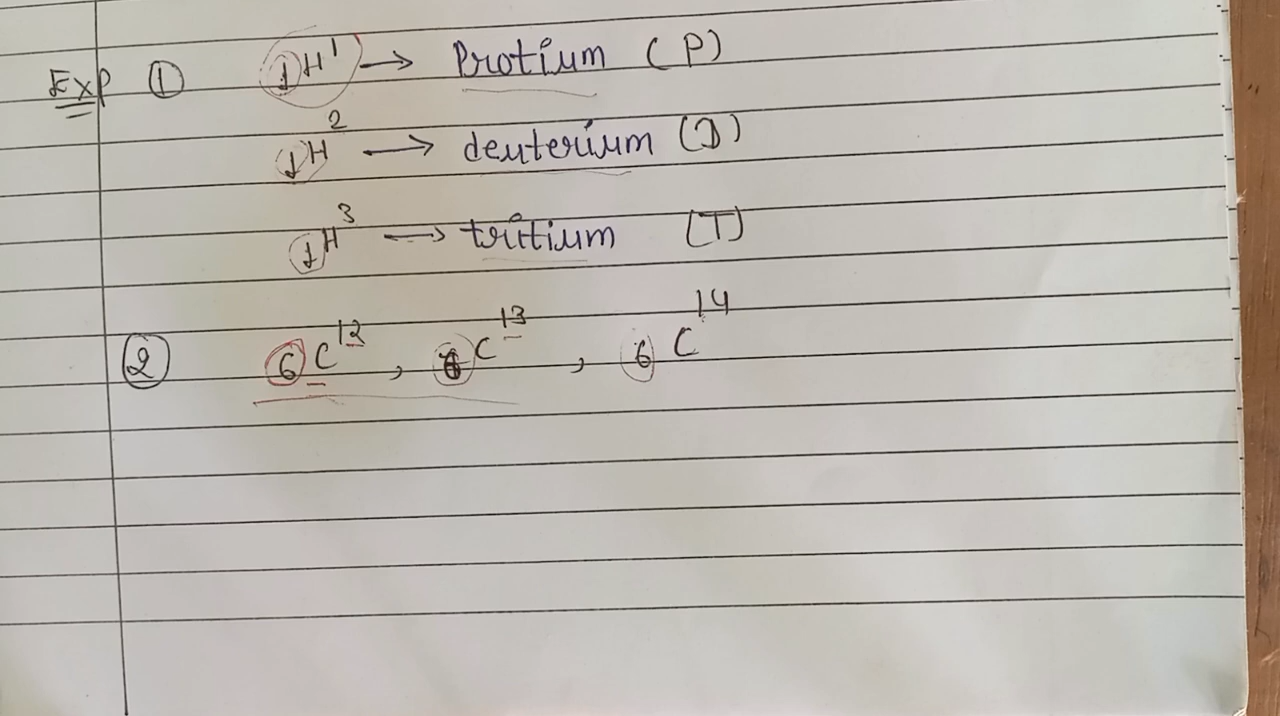 Exp ① ₁H¹ → Protium (P)
₁H² → deuterium (D)
₁H³ → tritium (T)
② ₆C¹² , ₆C¹³ , ₆C¹⁴